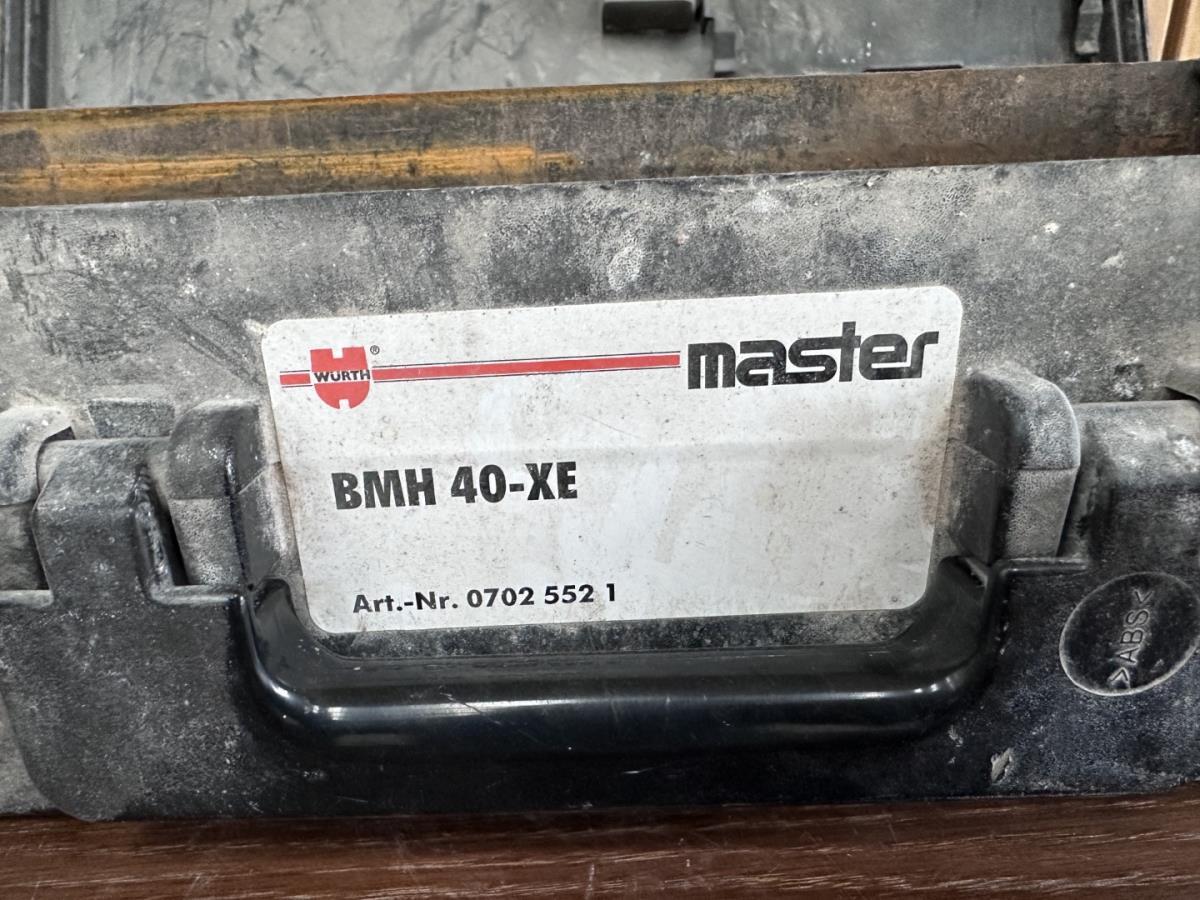 WÜRTH ® master
BMH 40-XE
Art.-Nr. 0702 552 1
>ABS<